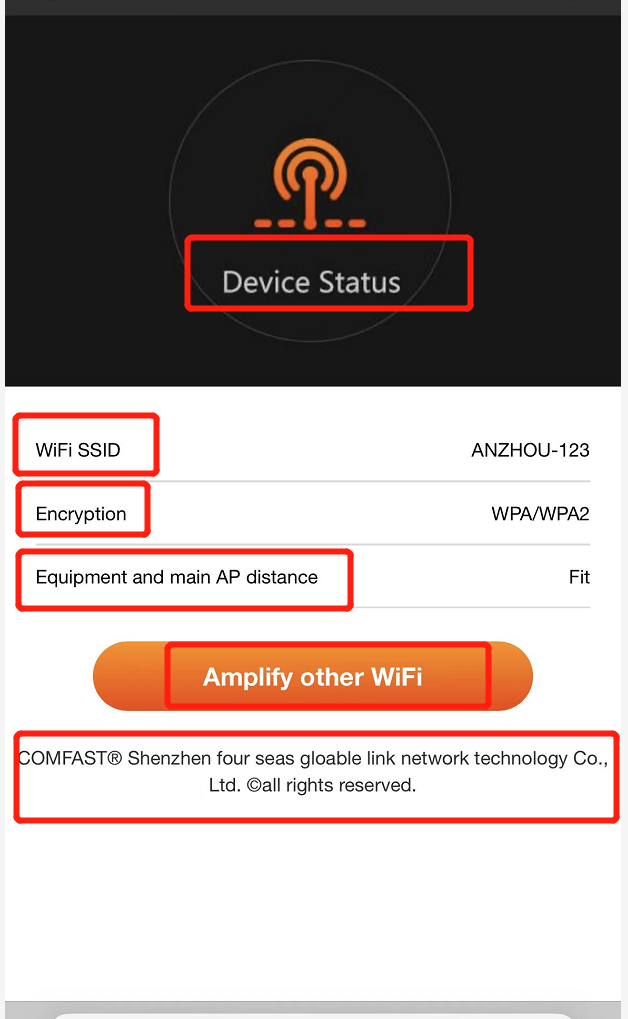 Device Status
WiFi SSID ANZHOU-123
Encryption WPA/WPA2
Equipment and main AP distance Fit
Amplify other WiFi
COMFAST® Shenzhen four seas gloable link network technology Co.,
Ltd. ©all rights reserved.